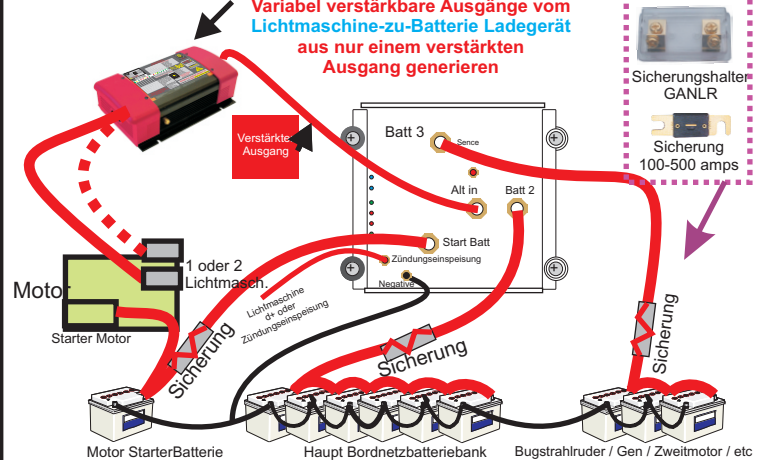 Variabel verstärkbare Ausgänge vom
Lichtmaschine-zu-Batterie Ladegerät
aus nur einem verstärkten
Ausgang generieren
Sicherungshalter
GANLR
Sicherung
100-500 amps
Verstärkter
Ausgang
Batt 3
Sence
Alt in
Batt 2
Start Batt
Zündungseinspeisung
Negative
1 oder 2
Lichtmasch.
Motor
Starter Motor
Lichtmaschine
d+ oder
Zündungseinspeisung
Sicherung
Sicherung
Sicherung
Motor StarterBatterie
Haupt Bordnetzbatteriebank
Bugstrahlruder / Gen / Zweitmotor / etc